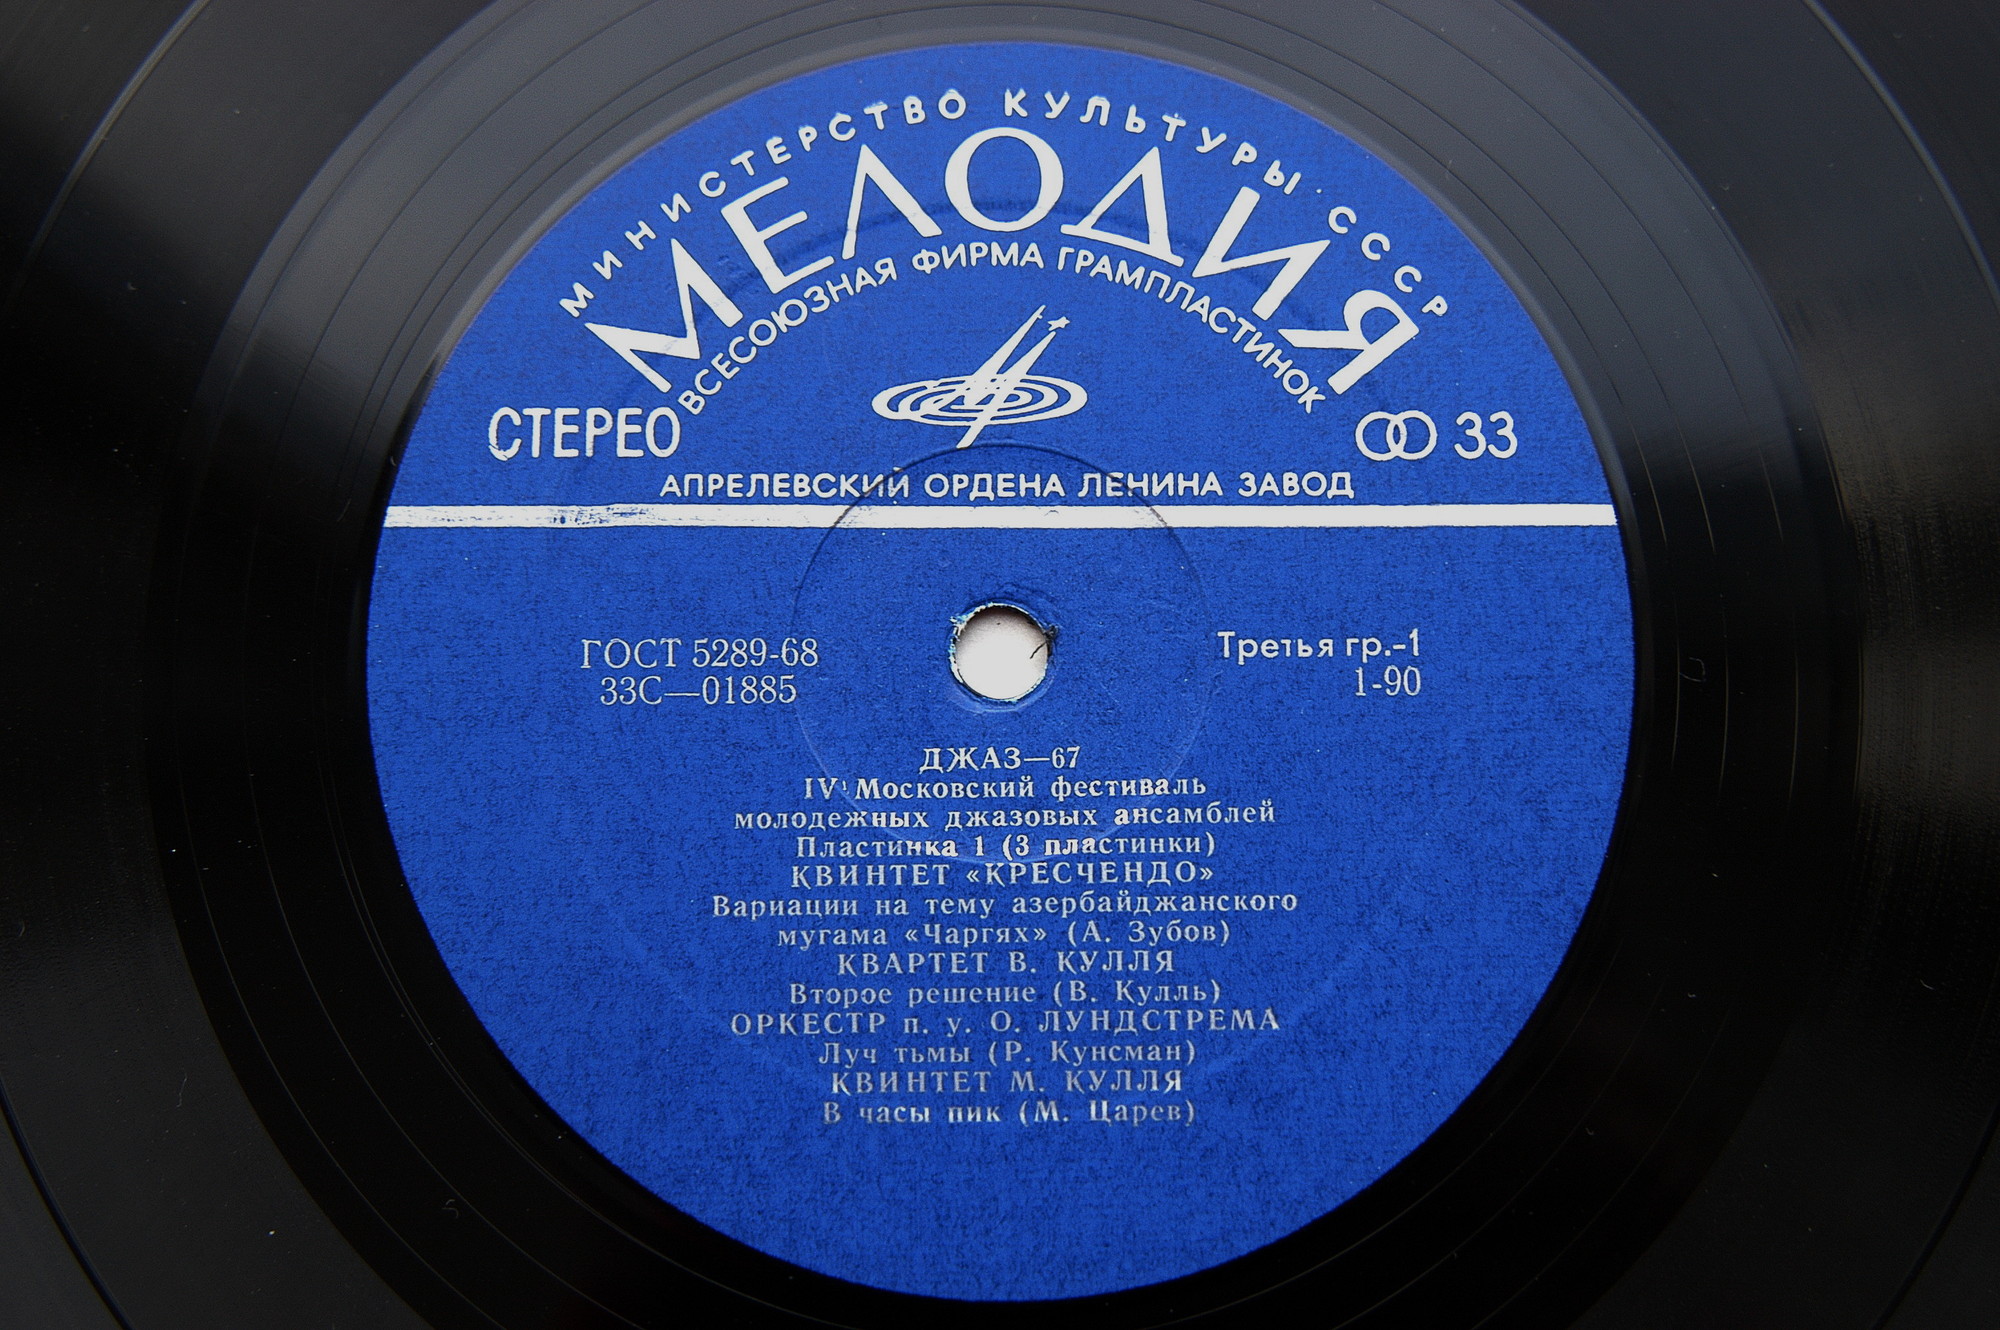 МИНИСТЕРСТВО КУЛЬТУРЫ СССР
МЕЛОДИЯ
ВСЕСОЮЗНАЯ ФИРМА ГРАМПЛАСТИНОК
СТЕРЕО
33
АПРЕЛЕВСКИЙ ОРДЕНА ЛЕНИНА ЗАВОД
ГОСТ 5289-68
33С—01885
Третья гр.-1
1-90
ДЖАЗ—67
IV Московский фестиваль
молодежных джазовых ансамблей
Пластинка 1 (3 пластинки)
КВИНТЕТ «КРЕСЧЕНДО»
Вариации на тему азербайджанского
мугама «Чаргях» (А. Зубов)
КВАРТЕТ В. КУЛЛЯ
Второе решение (В. Кулль)
ОРКЕСТР п. у. О. ЛУНДСТРЕМА
Луч тьмы (Р. Кунсман)
КВИНТЕТ М. КУЛЛЯ
В часы пик (М. Царев)